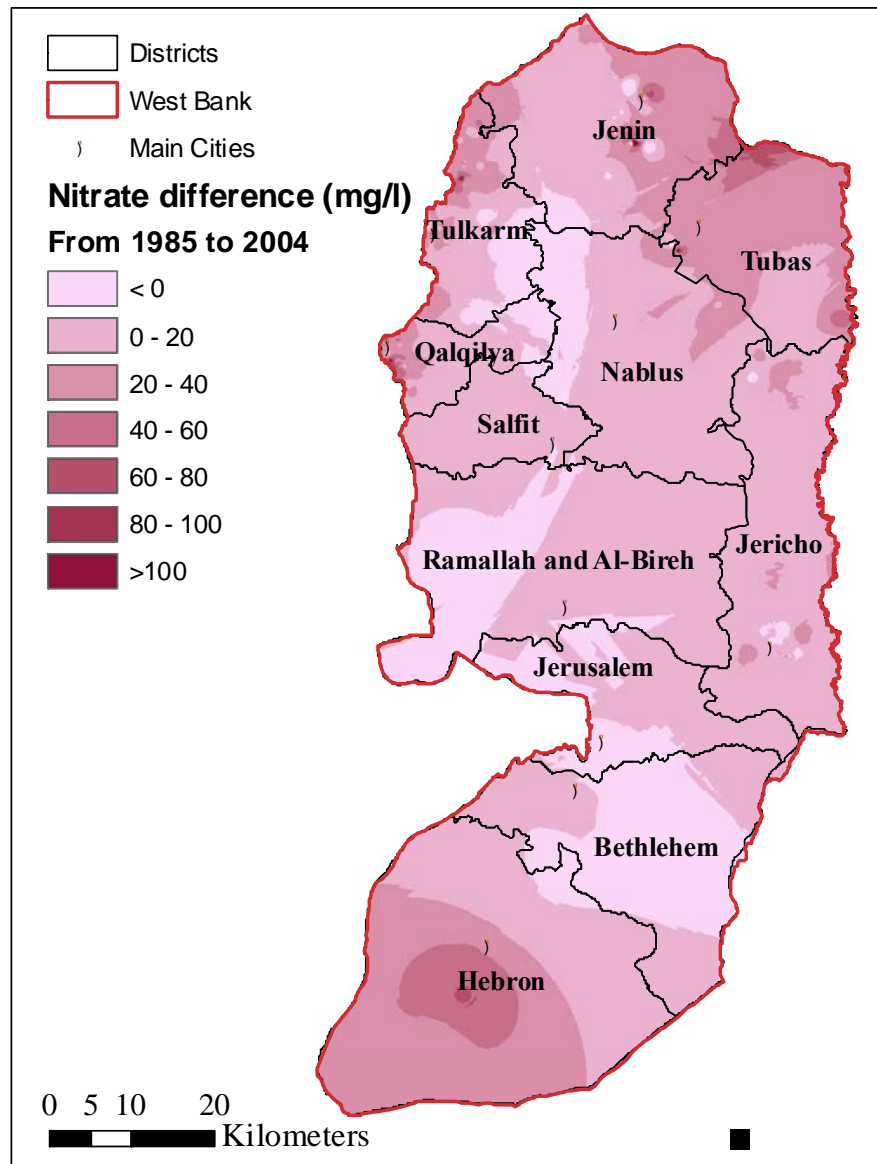 Districts
West Bank
Main Cities
Nitrate difference (mg/l)
From 1985 to 2004
< 0
0 - 20
20 - 40
40 - 60
60 - 80
80 - 100
>100
Jenin
Tulkarm
Tubas
Qalqilya
Nablus
Salfit
Ramallah and Al-Bireh
Jericho
Jerusalem
Bethlehem
Hebron
0 5 10 20
Kilometers